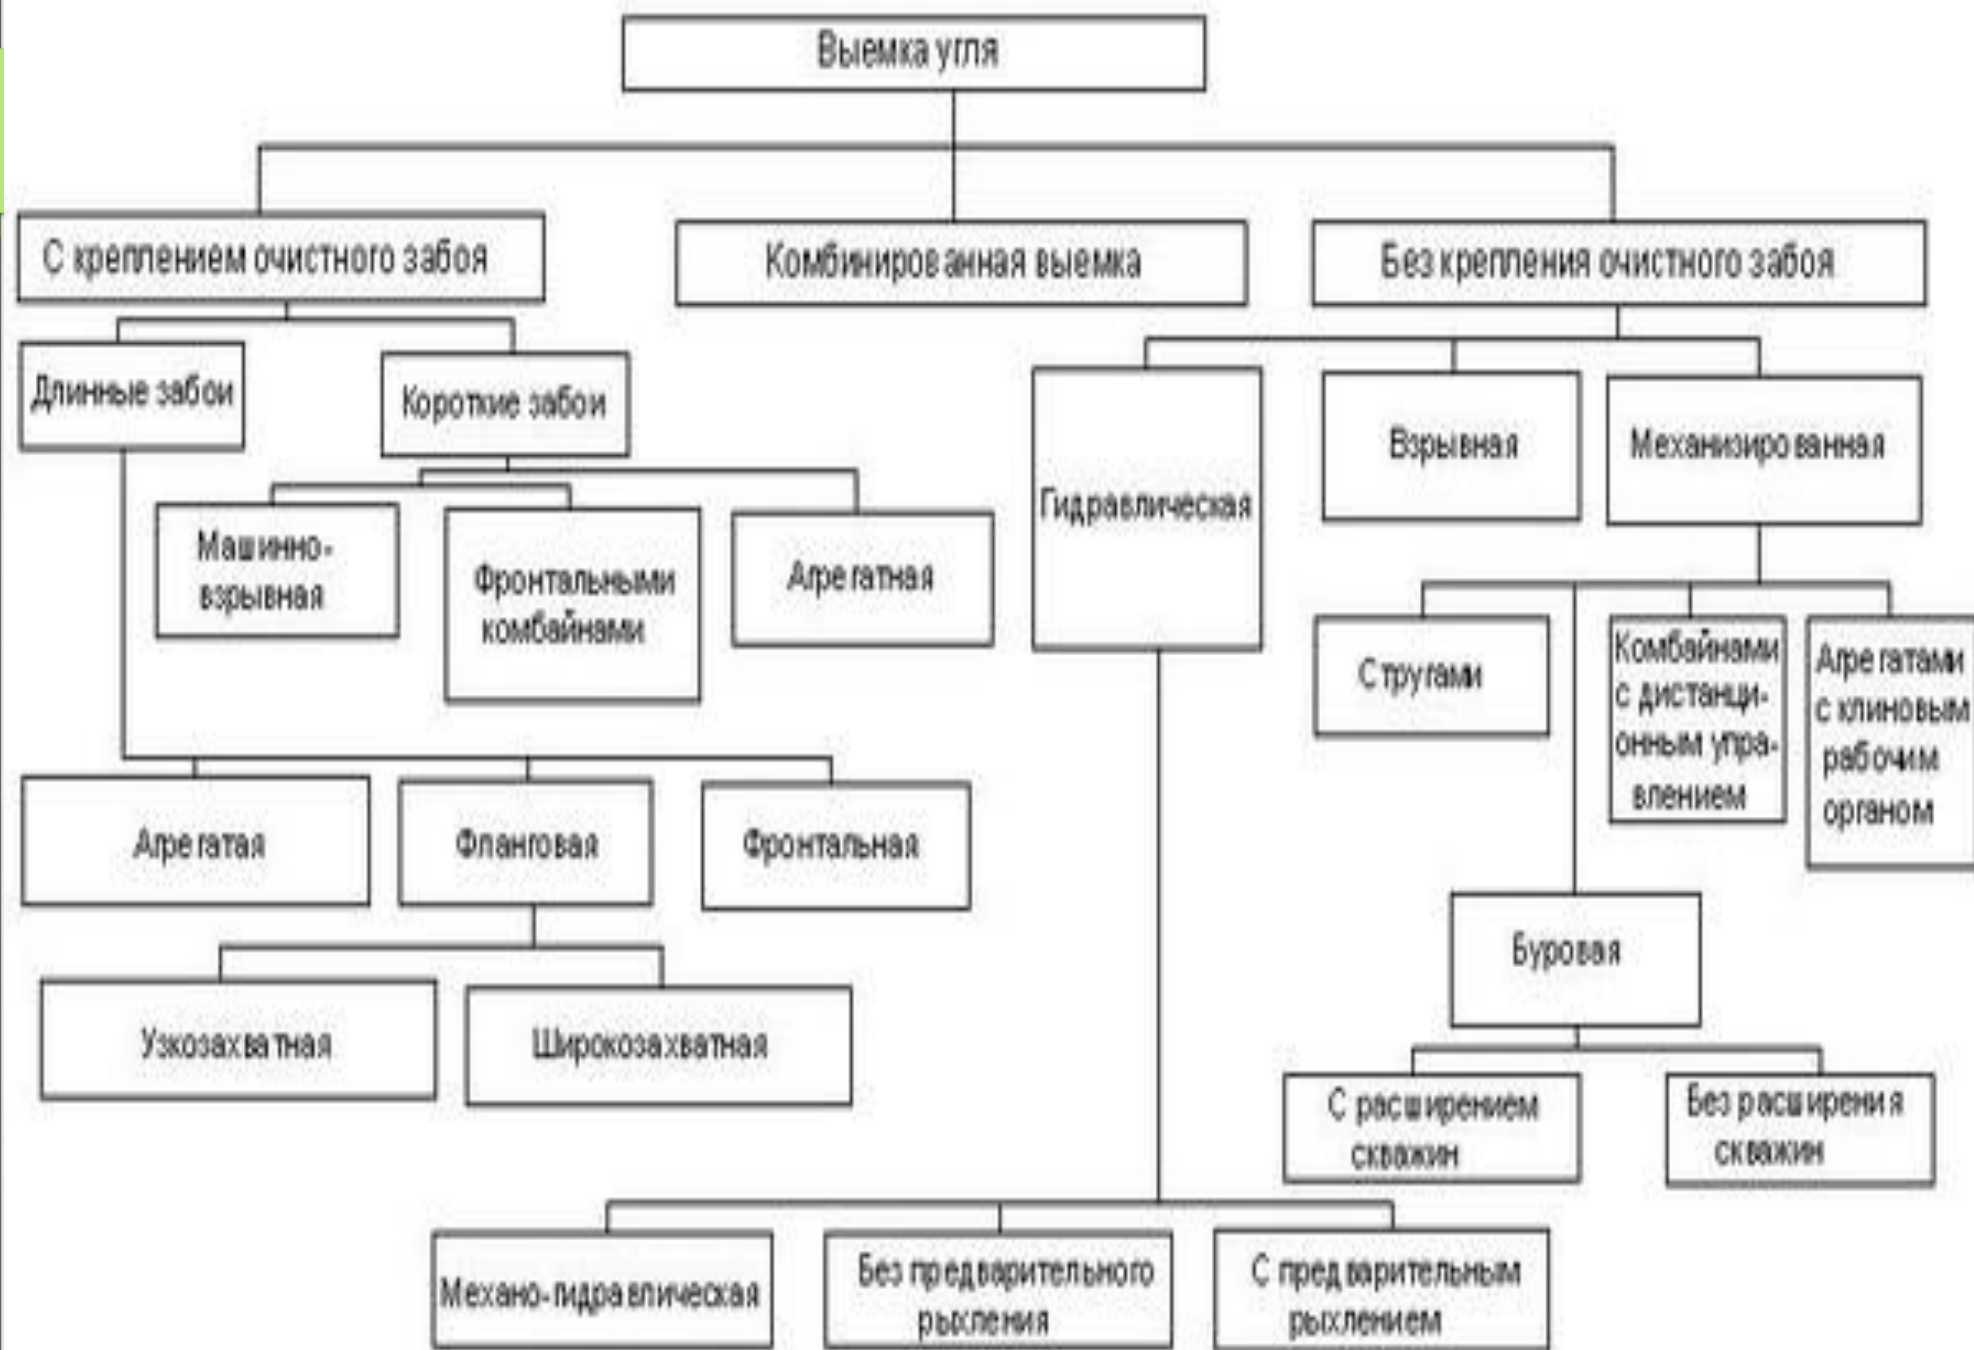 Выемка угля
С креплением очистного забоя
Комбинированная выемка
Без крепления очистного забоя
Длинные забои
Короткие забои
Гидравлическая
Взрывная
Механизированная
Машинно-
взрывная
Фронтальными
комбайнами
Агрегатная
Стругами
Комбайнами
с дистанци-
онным упра-
влением
Агрегатами
с клиновым
рабочим
органом
Агрегатая
Фланговая
Фронтальная
Буровая
Узкозахватная
Широкозахватная
С расширением
скважин
Без расширения
скважин
Механо-гидравлическая
Без предварительного
рыхления
С предварительным
рыхлением